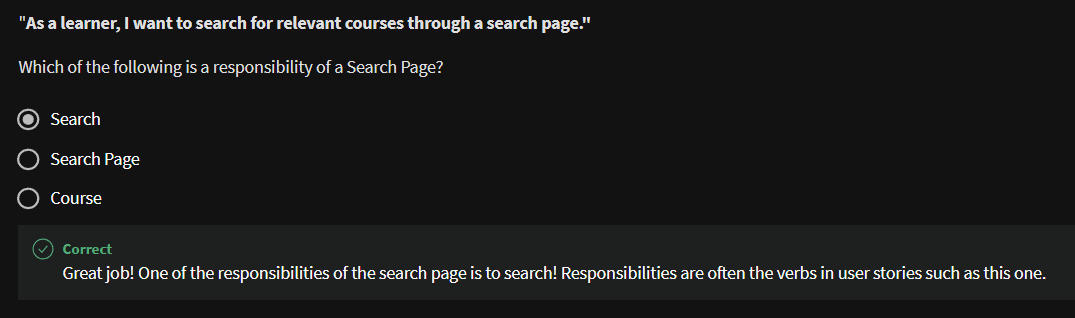 "As a learner, I want to search for relevant courses through a search page."
Which of the following is a responsibility of a Search Page?
Search
Search Page
Course
Correct
Great job! One of the responsibilities of the search page is to search! Responsibilities are often the verbs in user stories such as this one.